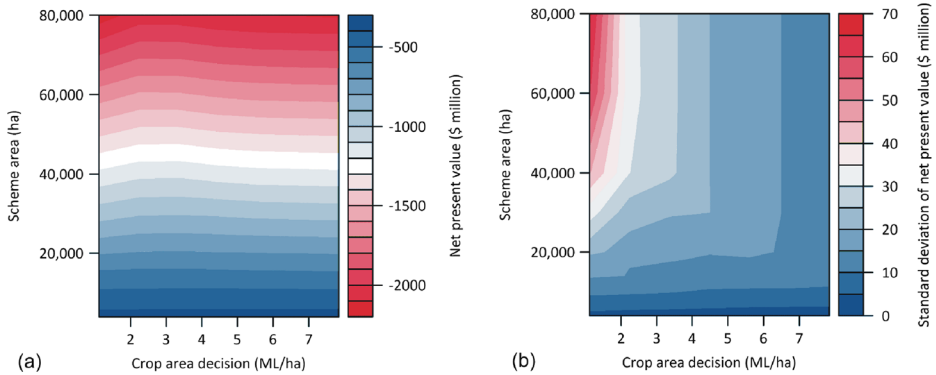 80,000
60,000
40,000
20,000
Scheme area (ha)
2 3 4 5 6 7
Crop area decision (ML/ha)
(a)
-500
-1000
-1500
-2000
Net present value ($ million)
80,000
60,000
40,000
20,000
Scheme area (ha)
2 3 4 5 6 7
Crop area decision (ML/ha)
(b)
70
60
50
40
30
20
10
0
Standard deviation of net present value ($ million)